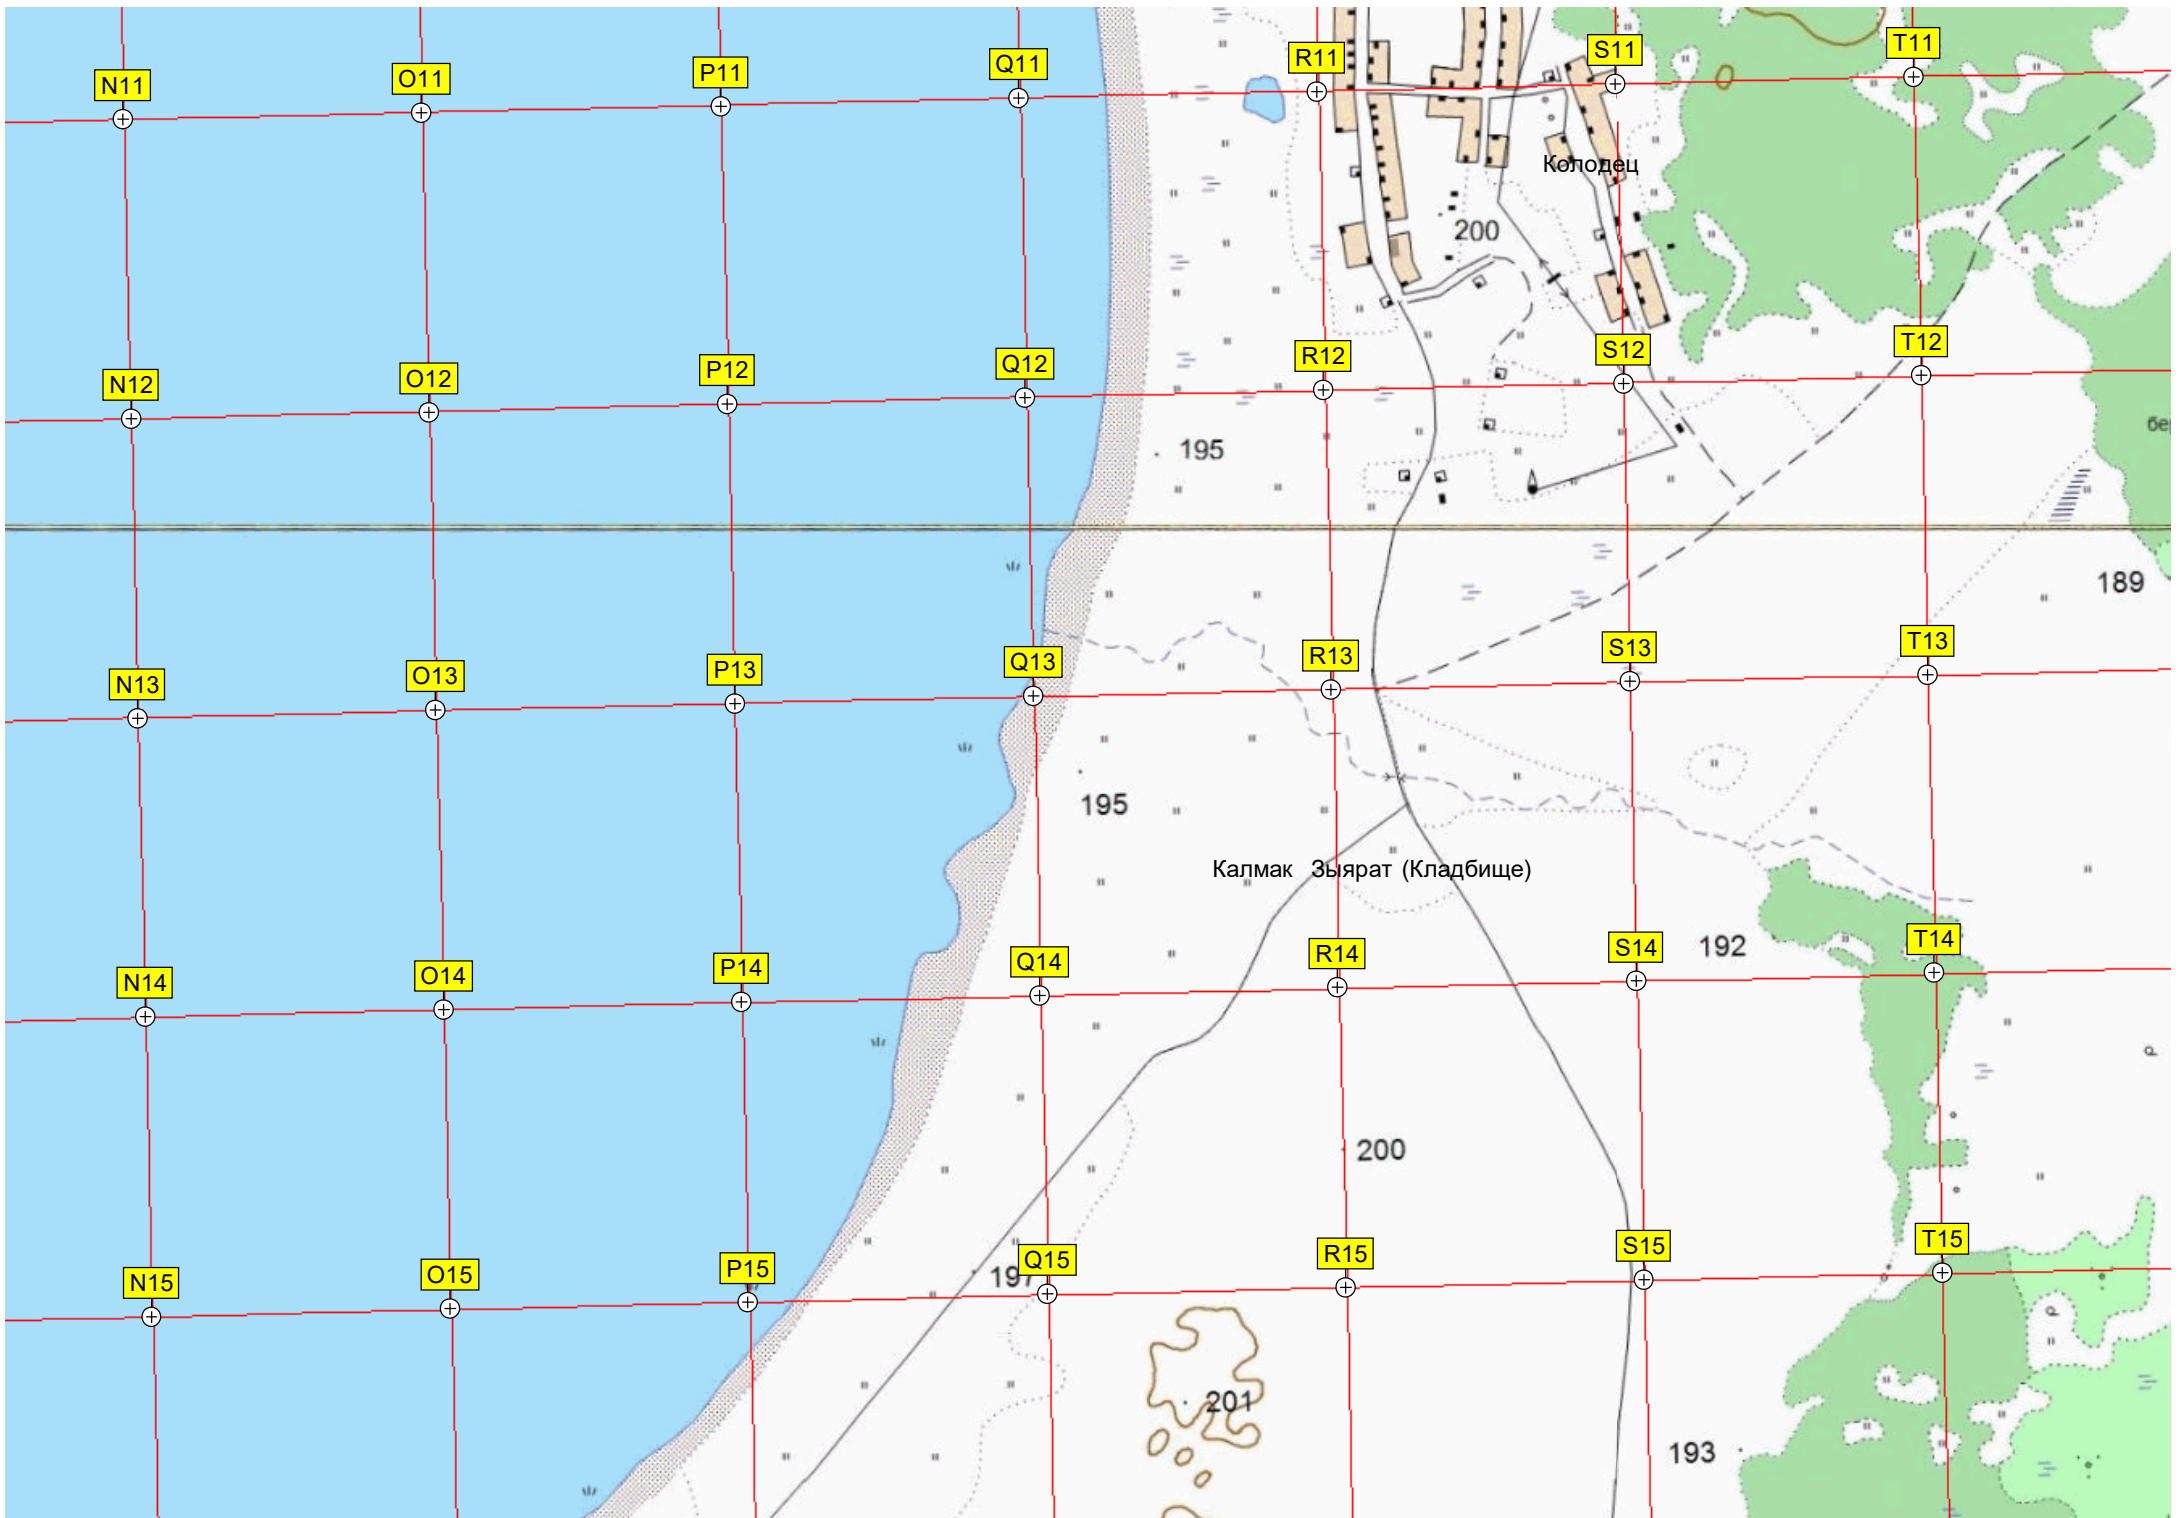 N11 O11 P11 Q11 R11 S11 T11
Колодец
200
N12 O12 P12 Q12 R12 S12 T12
бер
195
189
N13 O13 P13 Q13 R13 S13 T13
195
Калмак Зыярат (Кладбище)
192
N14 O14 P14 Q14 R14 S14 T14
200
N15 O15 P15 Q15 R15 S15 T15
197
201
193